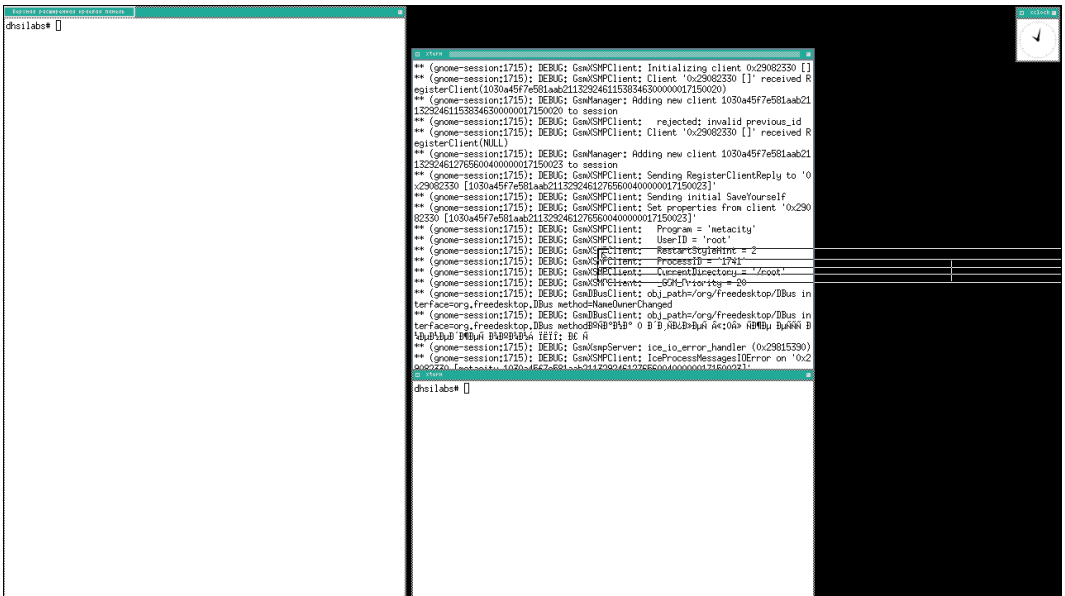 dhsilabs#
xclock
xterm
** (gnome-session:1715): DEBUG: GsmXSMPClient: Initializing client 0x29082330 []
** (gnome-session:1715): DEBUG: GsmXSMPClient: Client '0x29082330 []' received R
egisterClient(1030a45f7e581aab211329246115383463000000017150020)
** (gnome-session:1715): DEBUG: GsmManager: Adding new client 1030a45f7e581aab21
1329246115383463000000017150020 to session
** (gnome-session:1715): DEBUG: GsmXSMPClient:   rejected: invalid previous_id
** (gnome-session:1715): DEBUG: GsmXSMPClient: Client '0x29082330 []' received R
egisterClient(NULL)
** (gnome-session:1715): DEBUG: GsmManager: Adding new client 1030a45f7e581aab21
1329246127656004000000017150023 to session
** (gnome-session:1715): DEBUG: GsmXSMPClient: Sending RegisterClientReply to '0
x29082330 [1030a45f7e581aab211329246127656004000000017150023]'
** (gnome-session:1715): DEBUG: GsmXSMPClient: Sending initial SaveYourself
** (gnome-session:1715): DEBUG: GsmXSMPClient: Set properties from client '0x290
82330 [1030a45f7e581aab211329246127656004000000017150023]'
** (gnome-session:1715): DEBUG: GsmXSMPClient:   Program = 'metacity'
** (gnome-session:1715): DEBUG: GsmXSMPClient:   UserID = 'root'
** (gnome-session:1715): DEBUG: GsmXSMPClient:   RestartStyleHint = 2
** (gnome-session:1715): DEBUG: GsmXSMPClient:   ProcessID = '1741'
** (gnome-session:1715): DEBUG: GsmXSMPClient:   CurrentDirectory = '/root'
** (gnome-session:1715): DEBUG: GsmXSMPClient:   _GSM_Priority = 20
** (gnome-session:1715): DEBUG: GsmDBusClient: obj_path=/org/freedesktop/DBus in
terface=org.freedesktop.DBus method=NameOwnerChanged
** (gnome-session:1715): DEBUG: GsmDBusClient: obj_path=/org/freedesktop/DBus in
terface=org.freedesktop.DBus
** (gnome-session:1715): DEBUG: GsmXsmpServer: ice_io_error_handler (0x29815390)
** (gnome-session:1715): DEBUG: GsmXSMPClient: IceProcessMessagesIOError on '0x2
9082330 [metacity 1030a45f7e581aab211329246127656004000000017150023]'
xterm
dhsilabs#